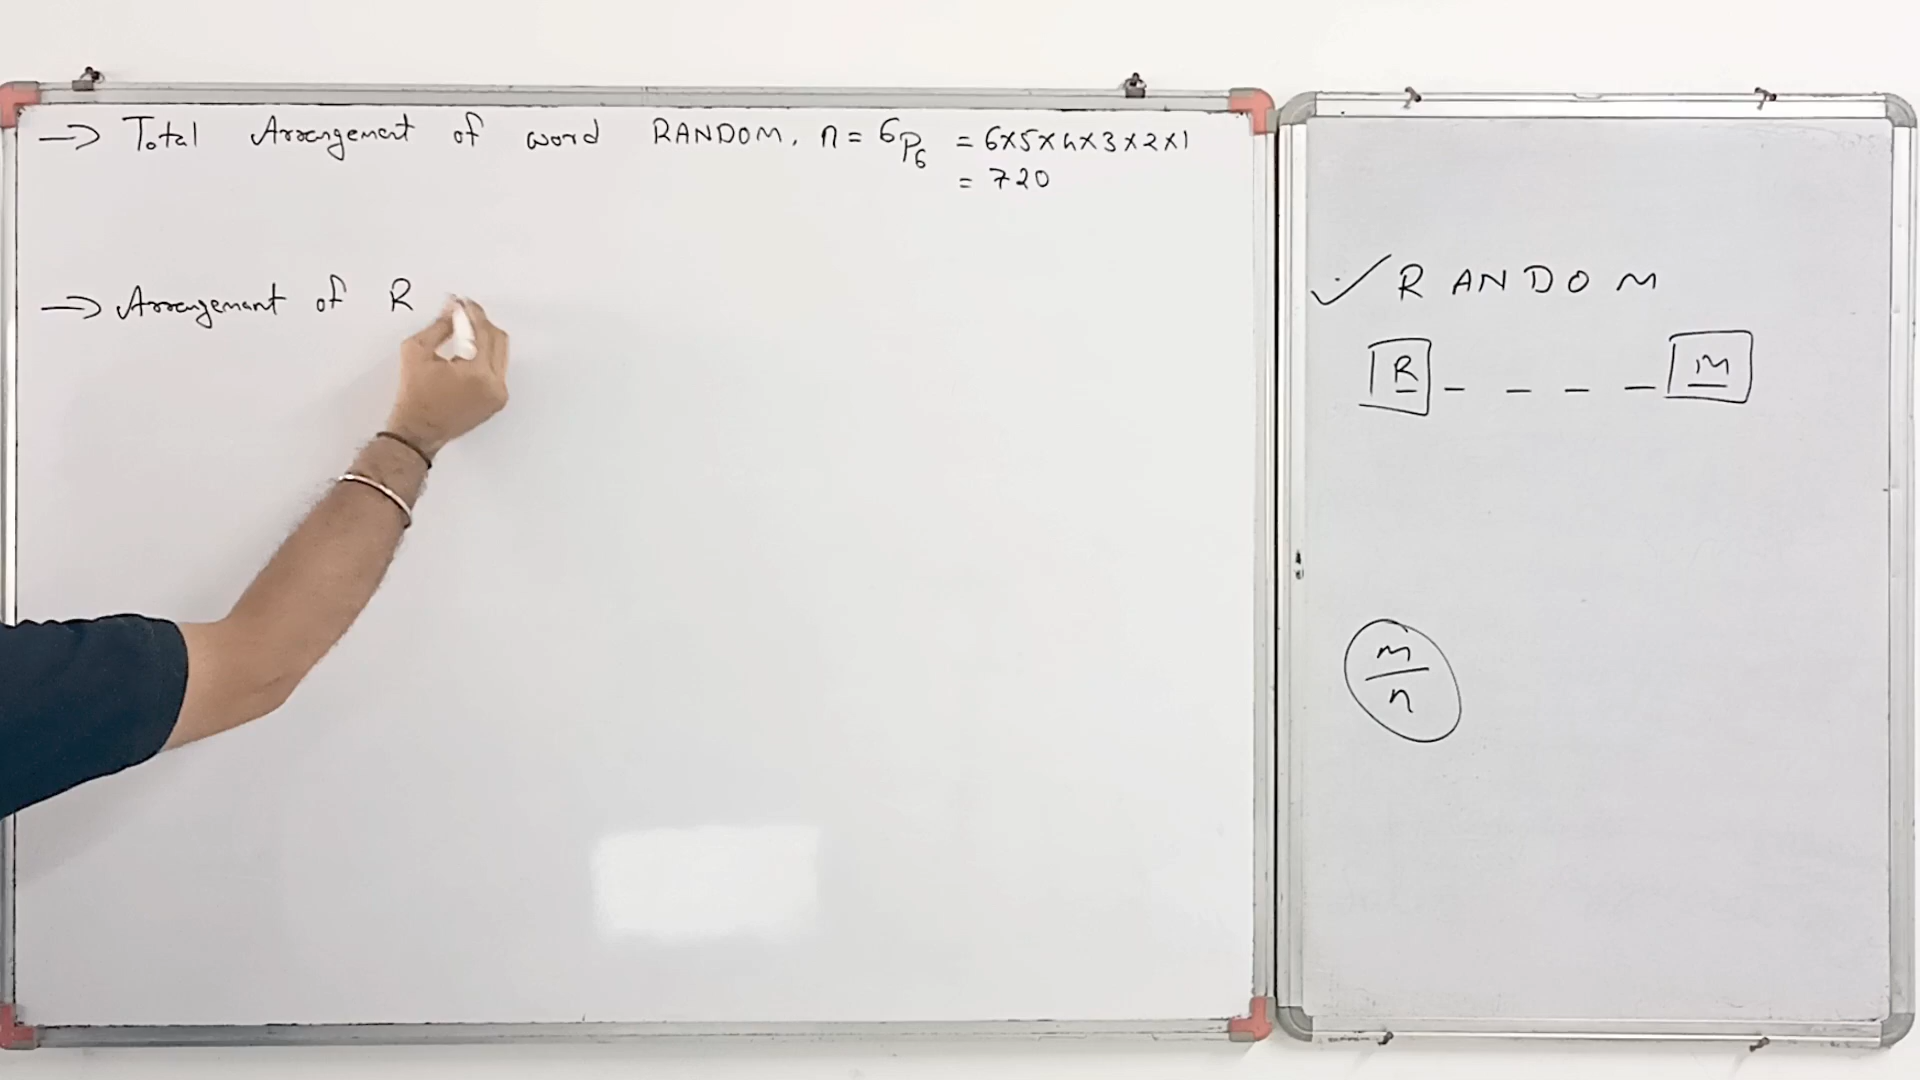 → Total Arrangement of word RANDOM, n = 6P6 = 6×5×4×3×2×1
= 720
→ Arrangement of R
✓ R A N D O M
R _ _ _ _ M
m/n